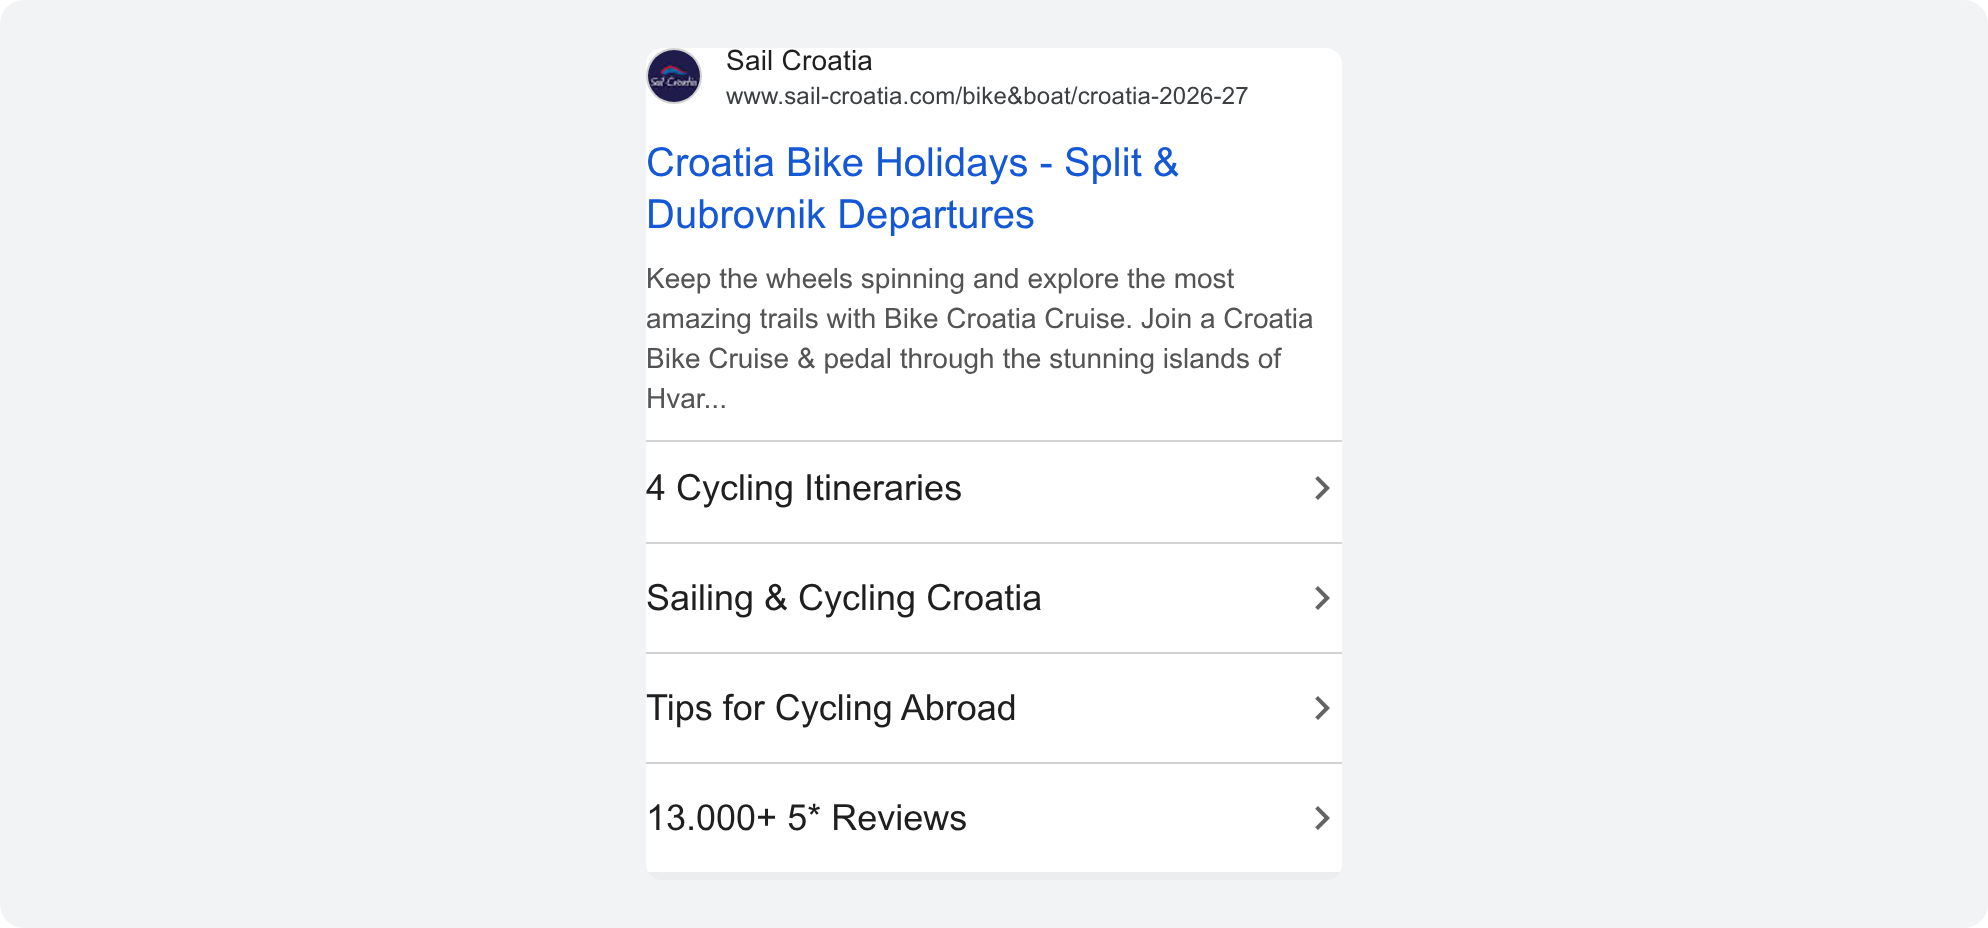 Sail Croatia
Sail Croatia
www.sail-croatia.com/bike&boat/croatia-2026-27
Croatia Bike Holidays - Split &
Dubrovnik Departures
Keep the wheels spinning and explore the most
amazing trails with Bike Croatia Cruise. Join a Croatia
Bike Cruise & pedal through the stunning islands of
Hvar...
4 Cycling Itineraries
Sailing & Cycling Croatia
Tips for Cycling Abroad
13.000+ 5* Reviews